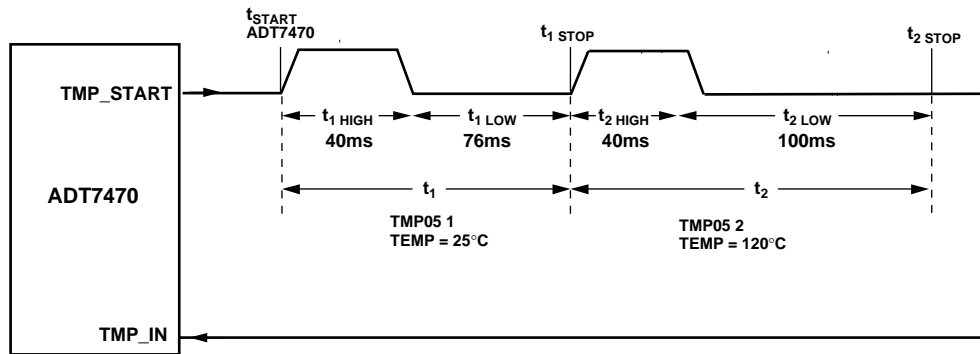 tSTART
ADT7470
t1 STOP
t2 STOP
TMP_START
t1 HIGH
40ms
t1 LOW
76ms
t2 HIGH
40ms
t2 LOW
100ms
ADT7470
t1
t2
TMP05 1
TEMP = 25°C
TMP05 2
TEMP = 120°C
TMP_IN